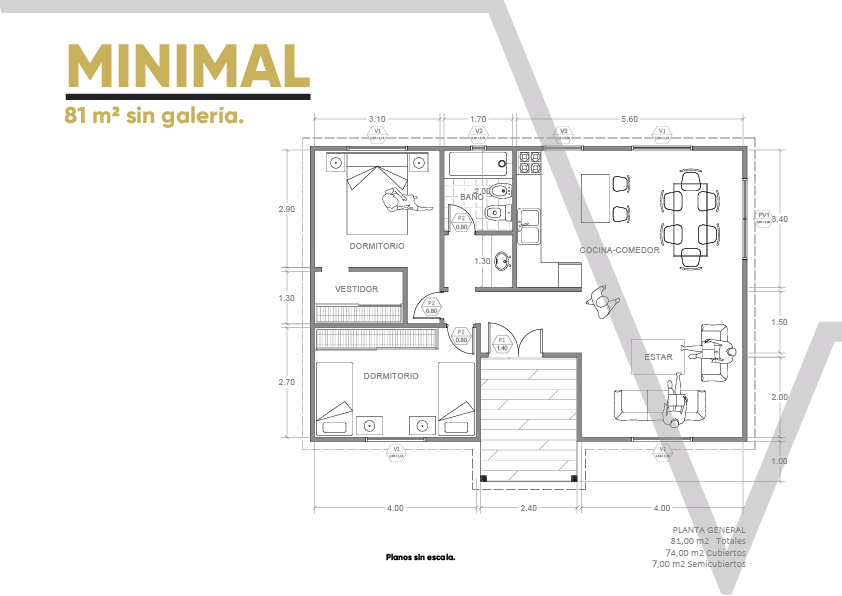 MINIMAL
81 m² sin galería.
3.10
1.70
5.60
V1
V2
V3
V1
2.90
2.00
BAÑO
P2
0,80
PV1
3.40
DORMITORIO
COCINA-COMEDOR
1.30
VESTIDOR
1.30
P2
0,80
P2
0,80
P1
1,40
1.50
ESTAR
DORMITORIO
2.70
2.00
V1
V1
1.00
4.00
2.40
4.00
PLANTA GENERAL
81,00 m2 Totales
74,00 m2 Cubiertos
7,00 m2 Semicubiertos
Planos sin escala.